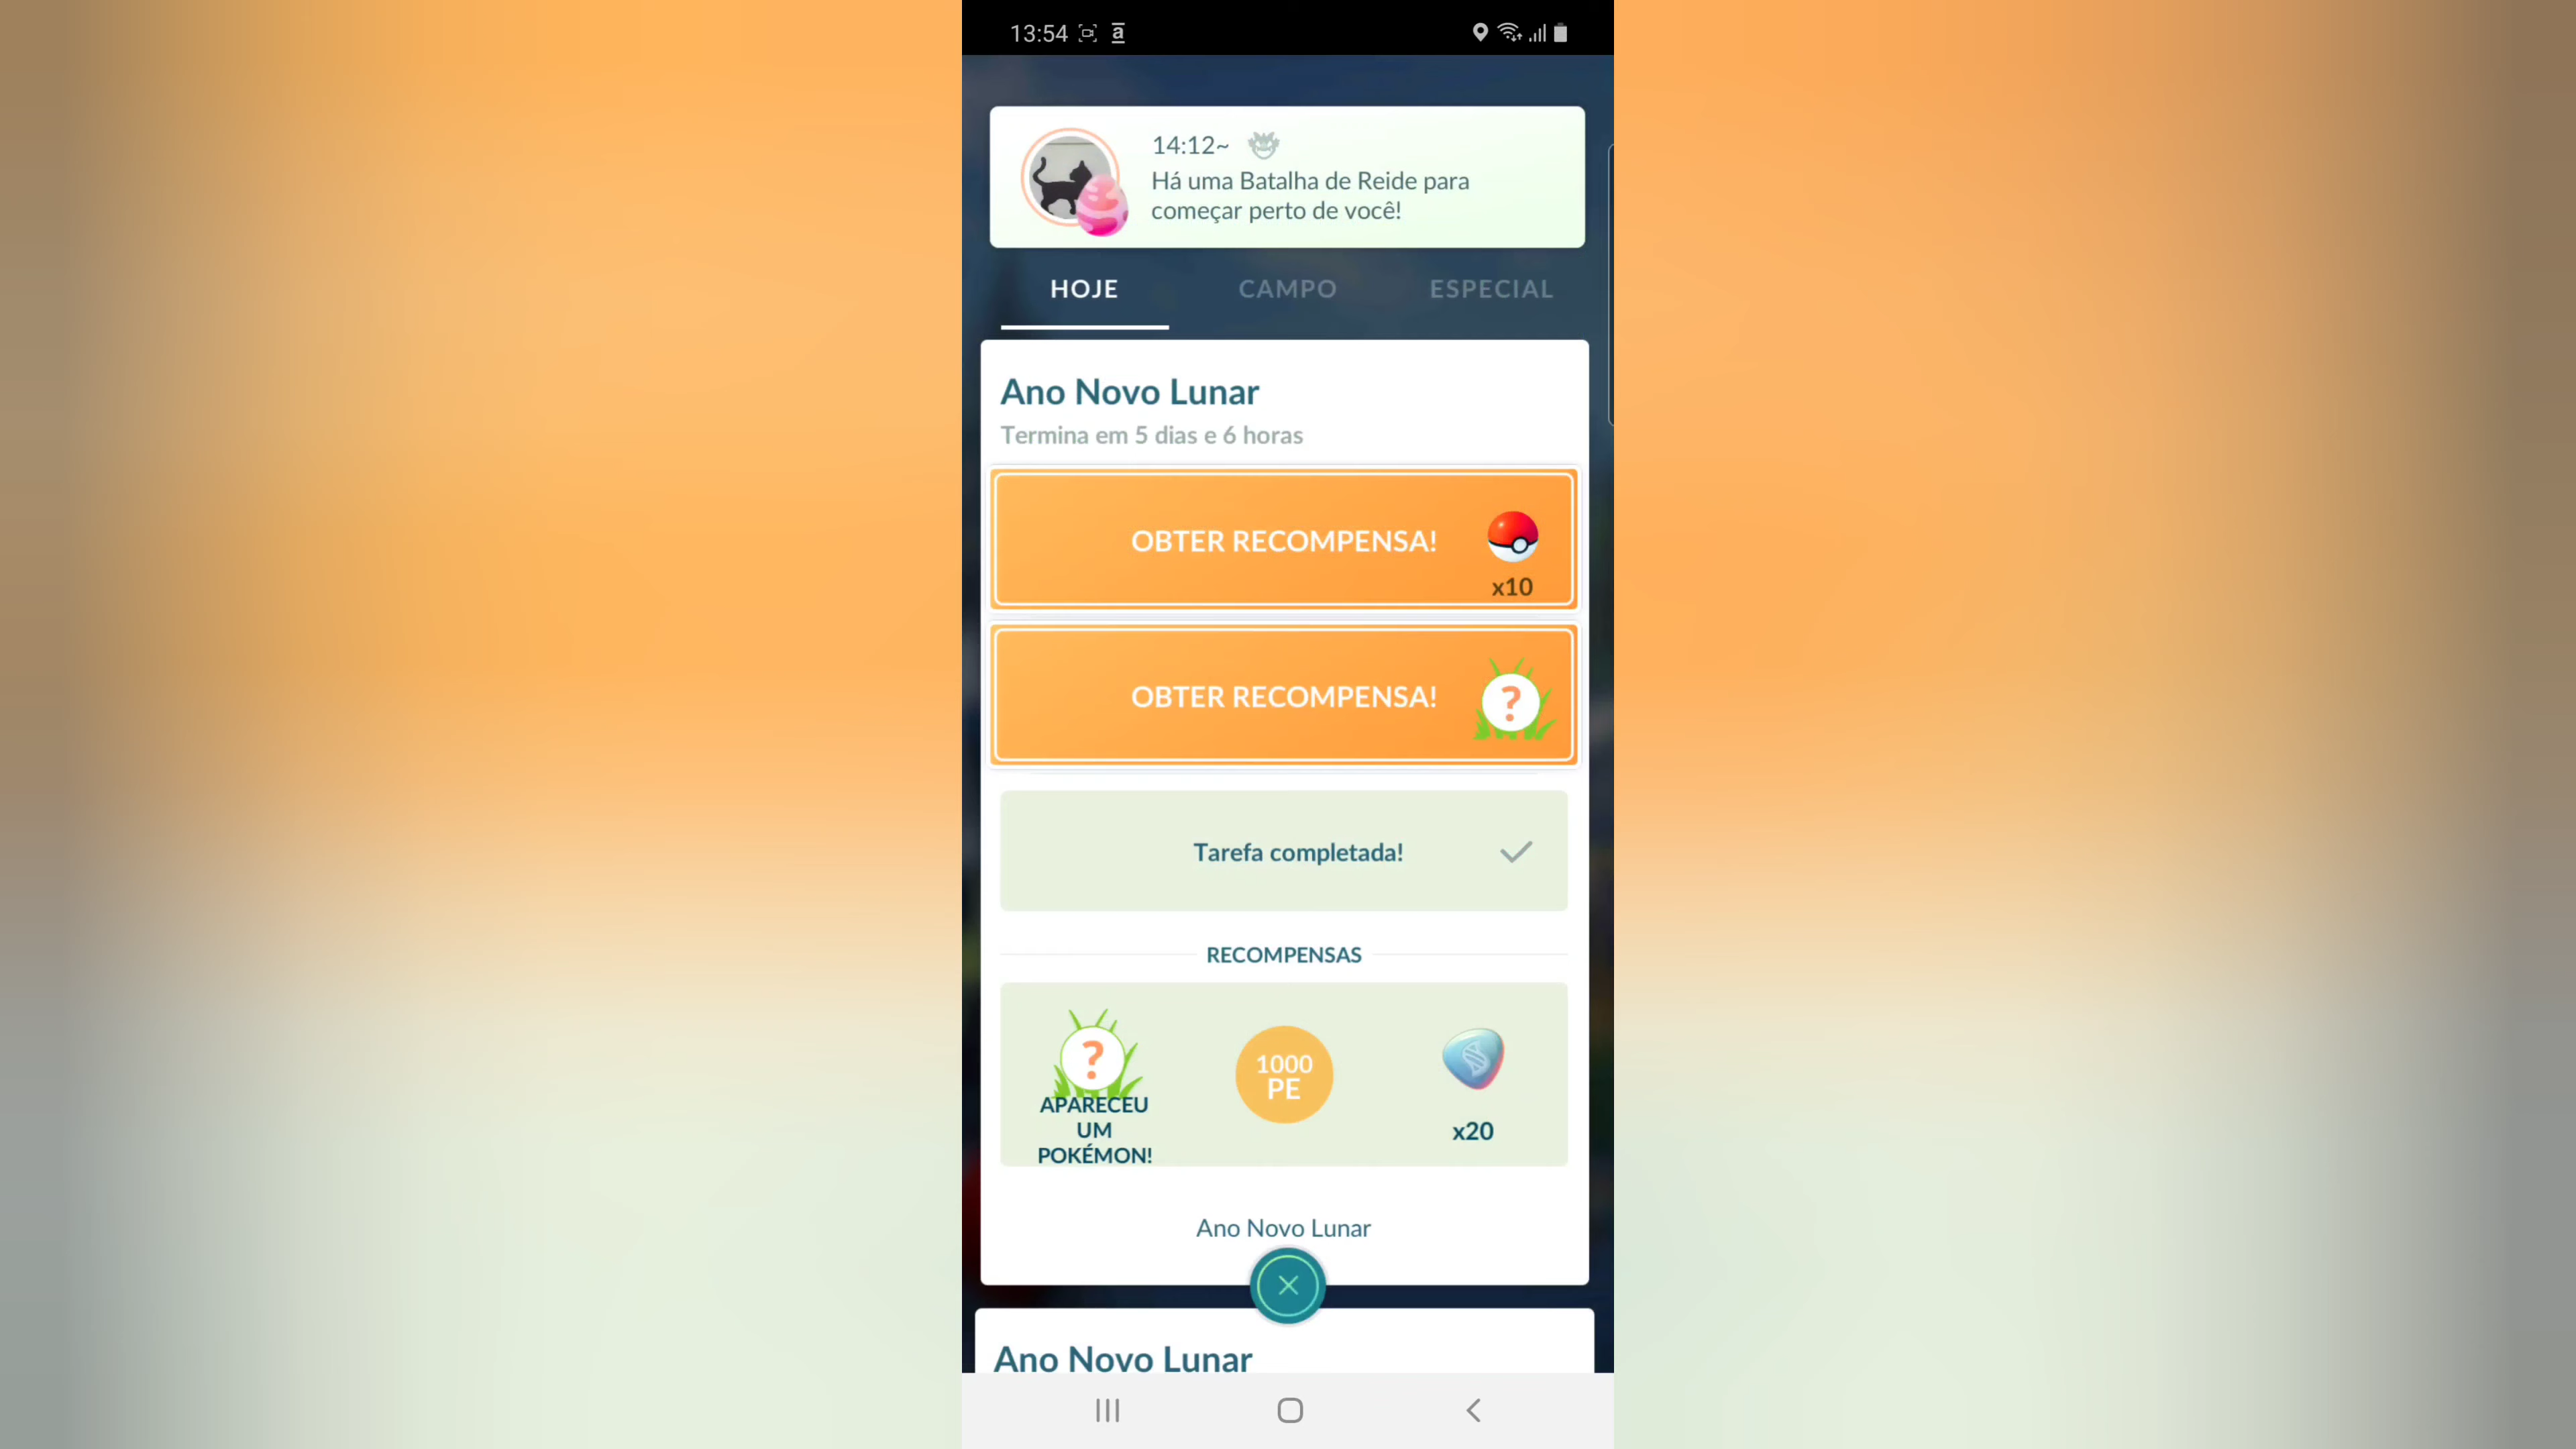 13:54
14:12~
Há uma Batalha de Reide para
começar perto de você!
HOJE
CAMPO
ESPECIAL
Ano Novo Lunar
Termina em 5 dias e 6 horas
OBTER RECOMPENSA!
x10
OBTER RECOMPENSA!
?
Tarefa completada!
RECOMPENSAS
?
APARECEU
UM
POKÉMON!
1000
PE
x20
Ano Novo Lunar
Ano Novo Lunar